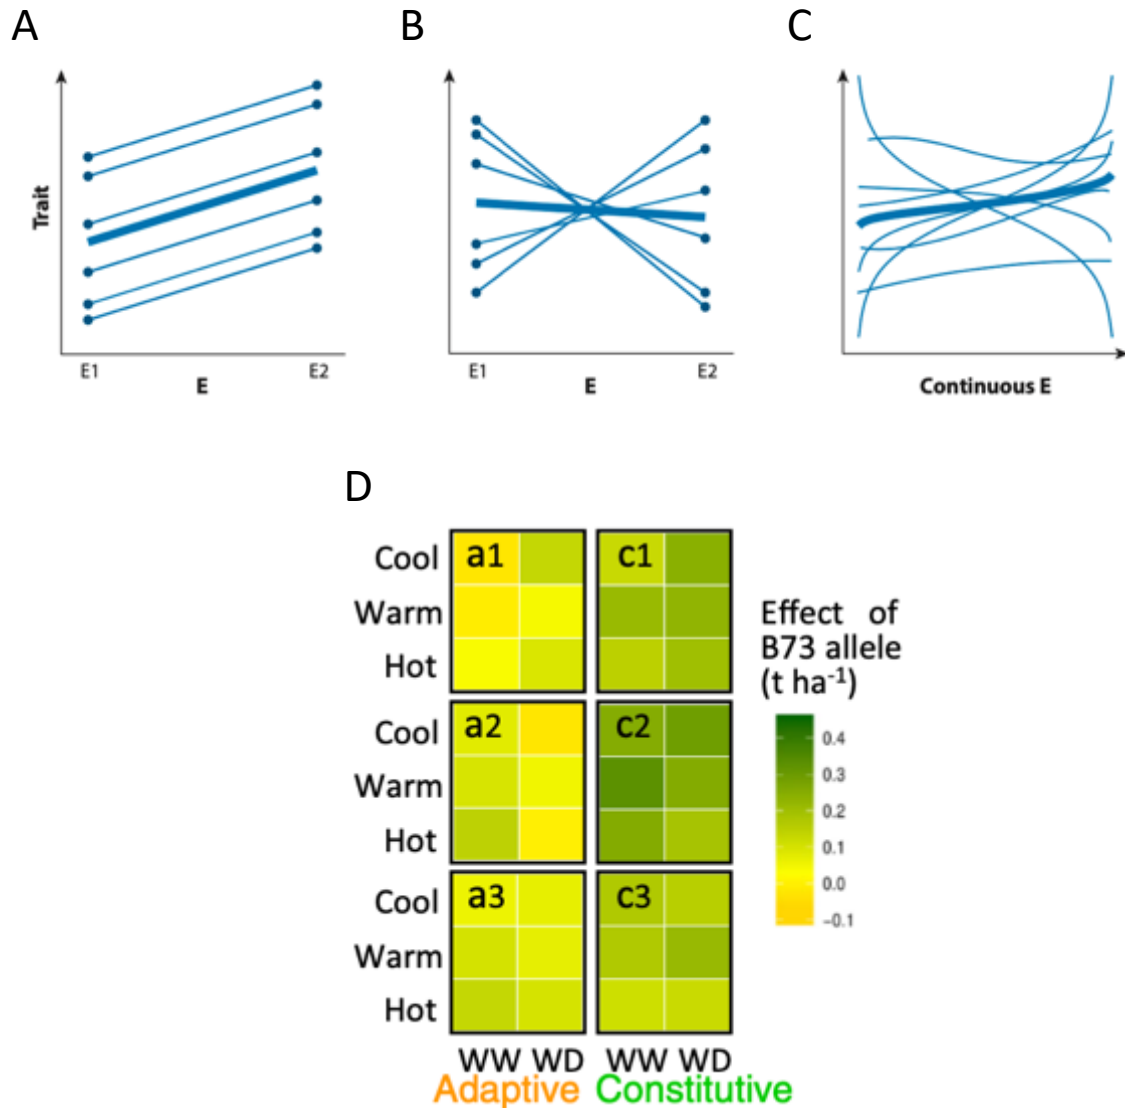 A B C
Trait
E1 E2
E
E1 E2
E
Continuous E
D
Cool a1 c1
Warm
Hot
Cool a2 c2
Warm
Hot
Cool a3 c3
Warm
Hot
WW WD WW WD
Adaptive Constitutive
Effect of
B73 allele
(t ha⁻¹)
0.4
0.3
0.2
0.1
0.0
−0.1